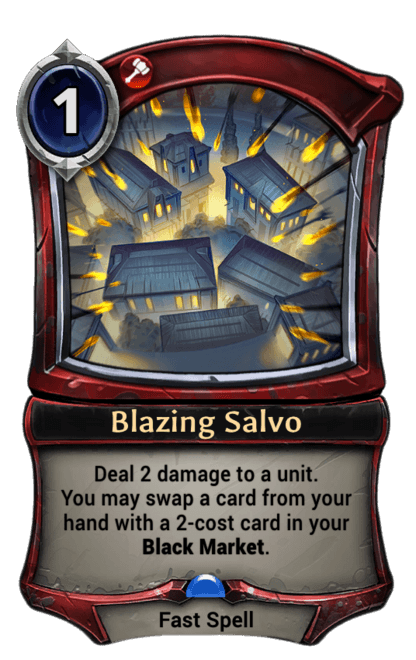 1
Blazing Salvo
Deal 2 damage to a unit.
You may swap a card from your
hand with a 2-cost card in your
Black Market.
Fast Spell